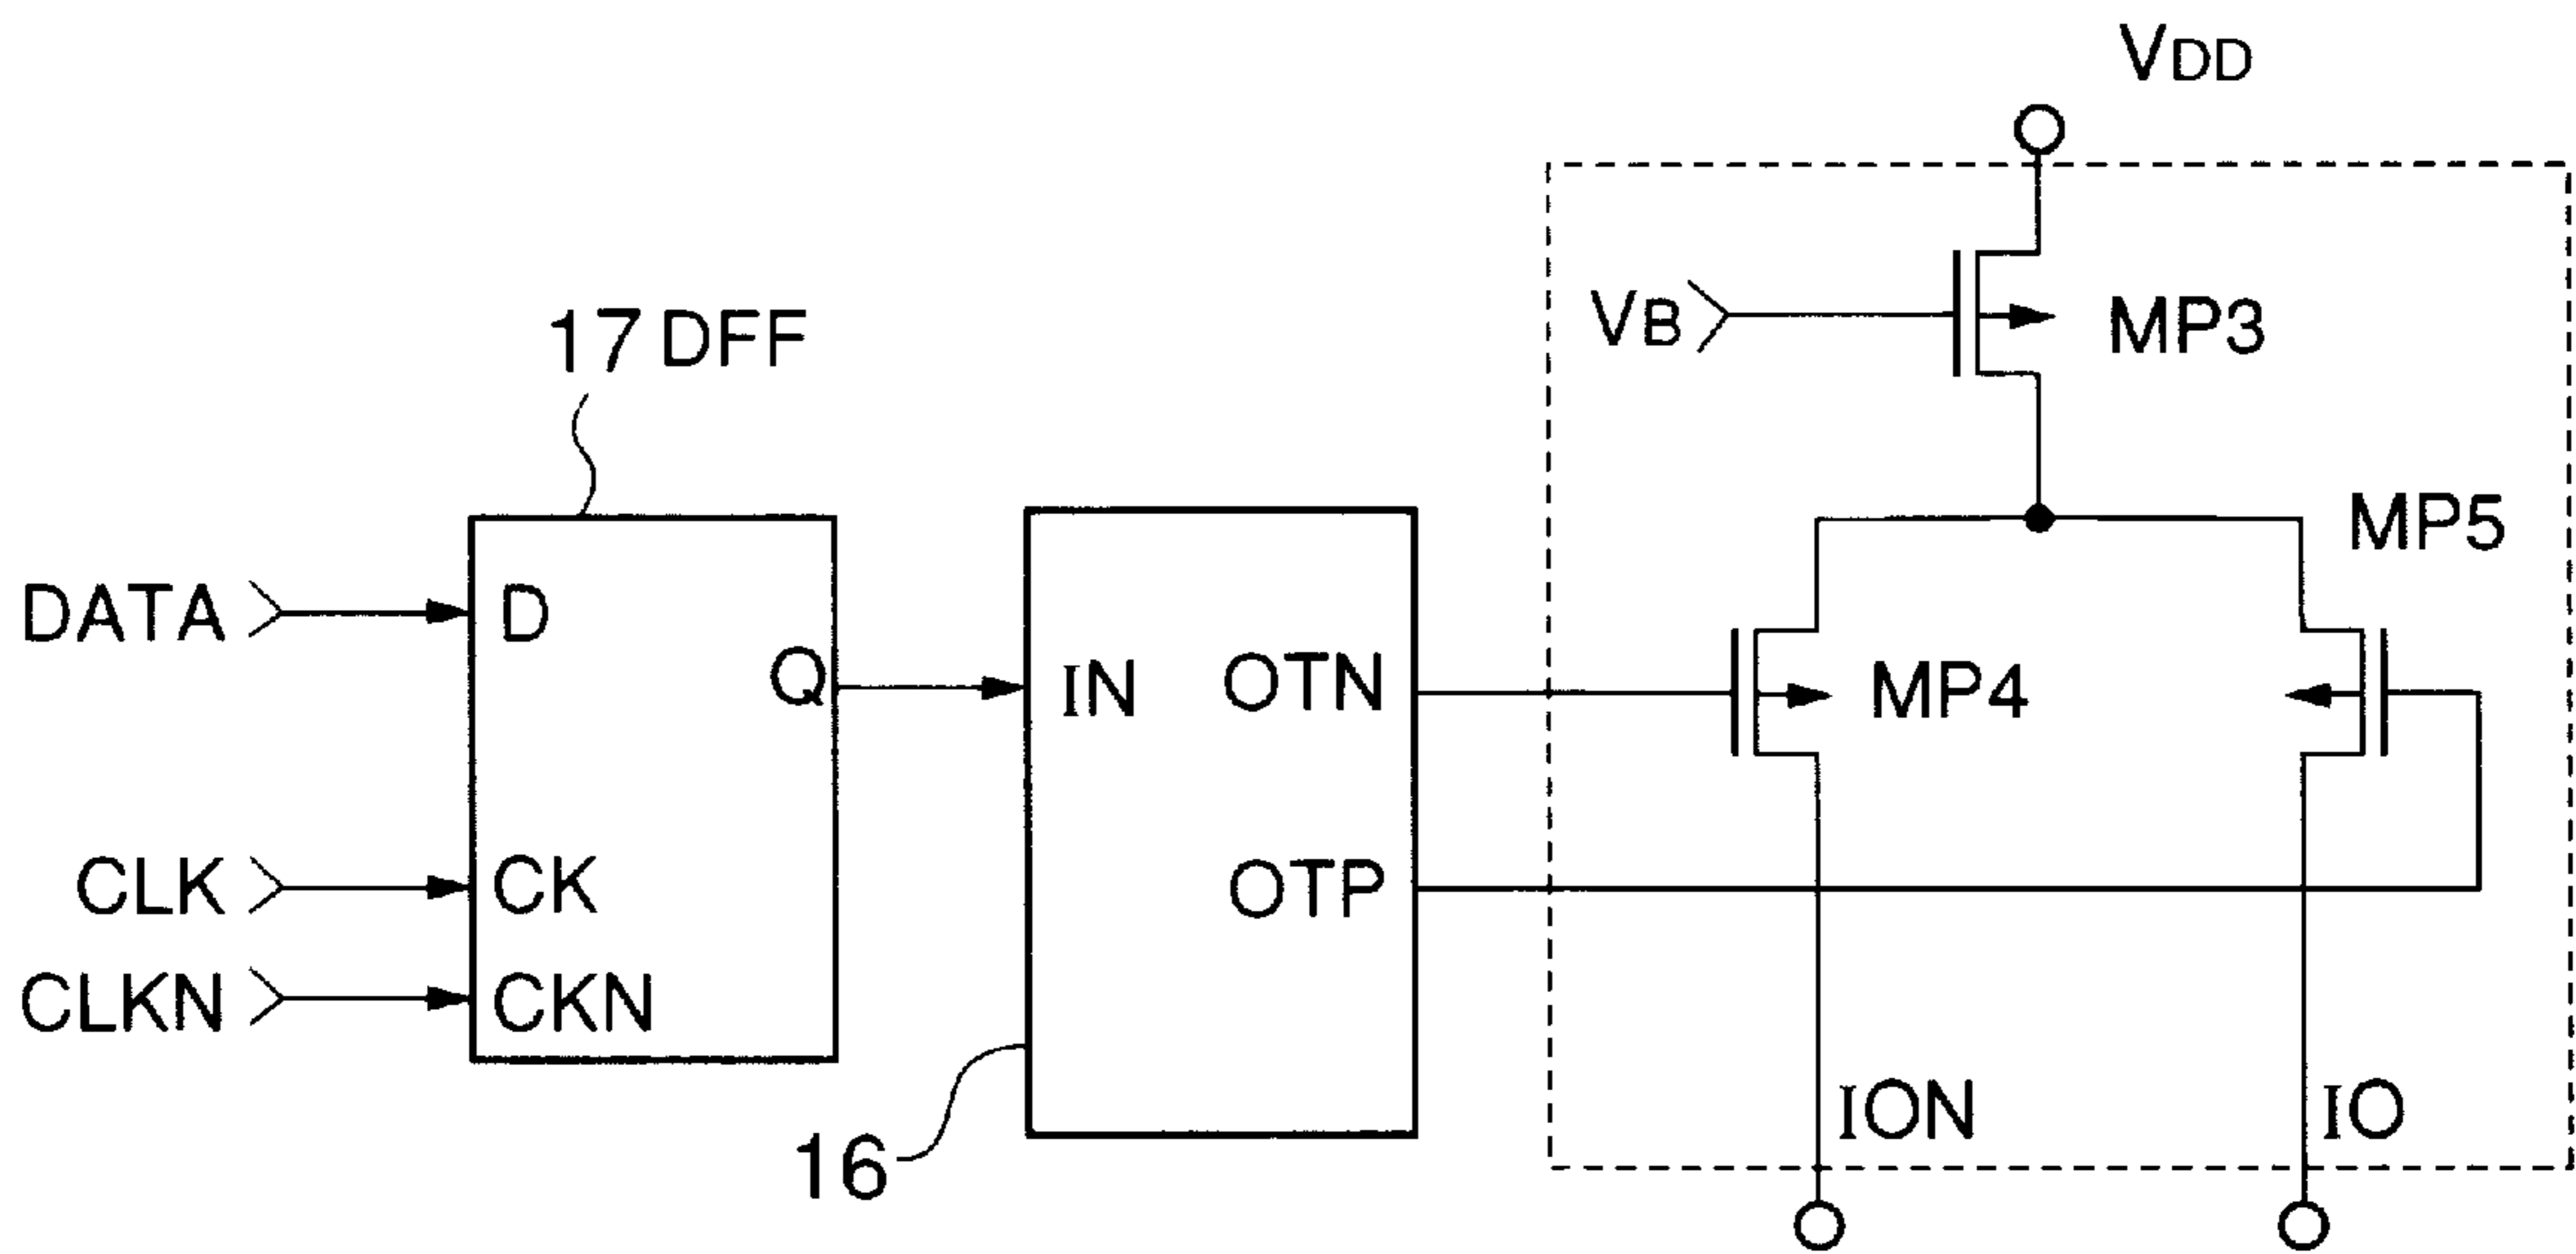 VDD
VB
MP3
17 DFF
MP5
DATA
D
Q
IN
OTN
MP4
CLK
CK
OTP
CLKN
CKN
16
ION
IO